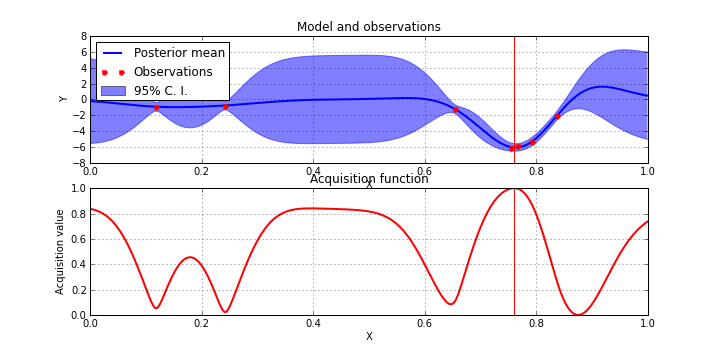 Model and observations
8
6
4
2
0
−2
−4
−6
−8
Y
Posterior mean
Observations
95% C. I.
0.0 0.2 0.4 0.6 0.8 1.0
X
Acquisition function
1.0
0.8
0.6
0.4
0.2
0.0
Acquisition value
0.0 0.2 0.4 0.6 0.8 1.0
X